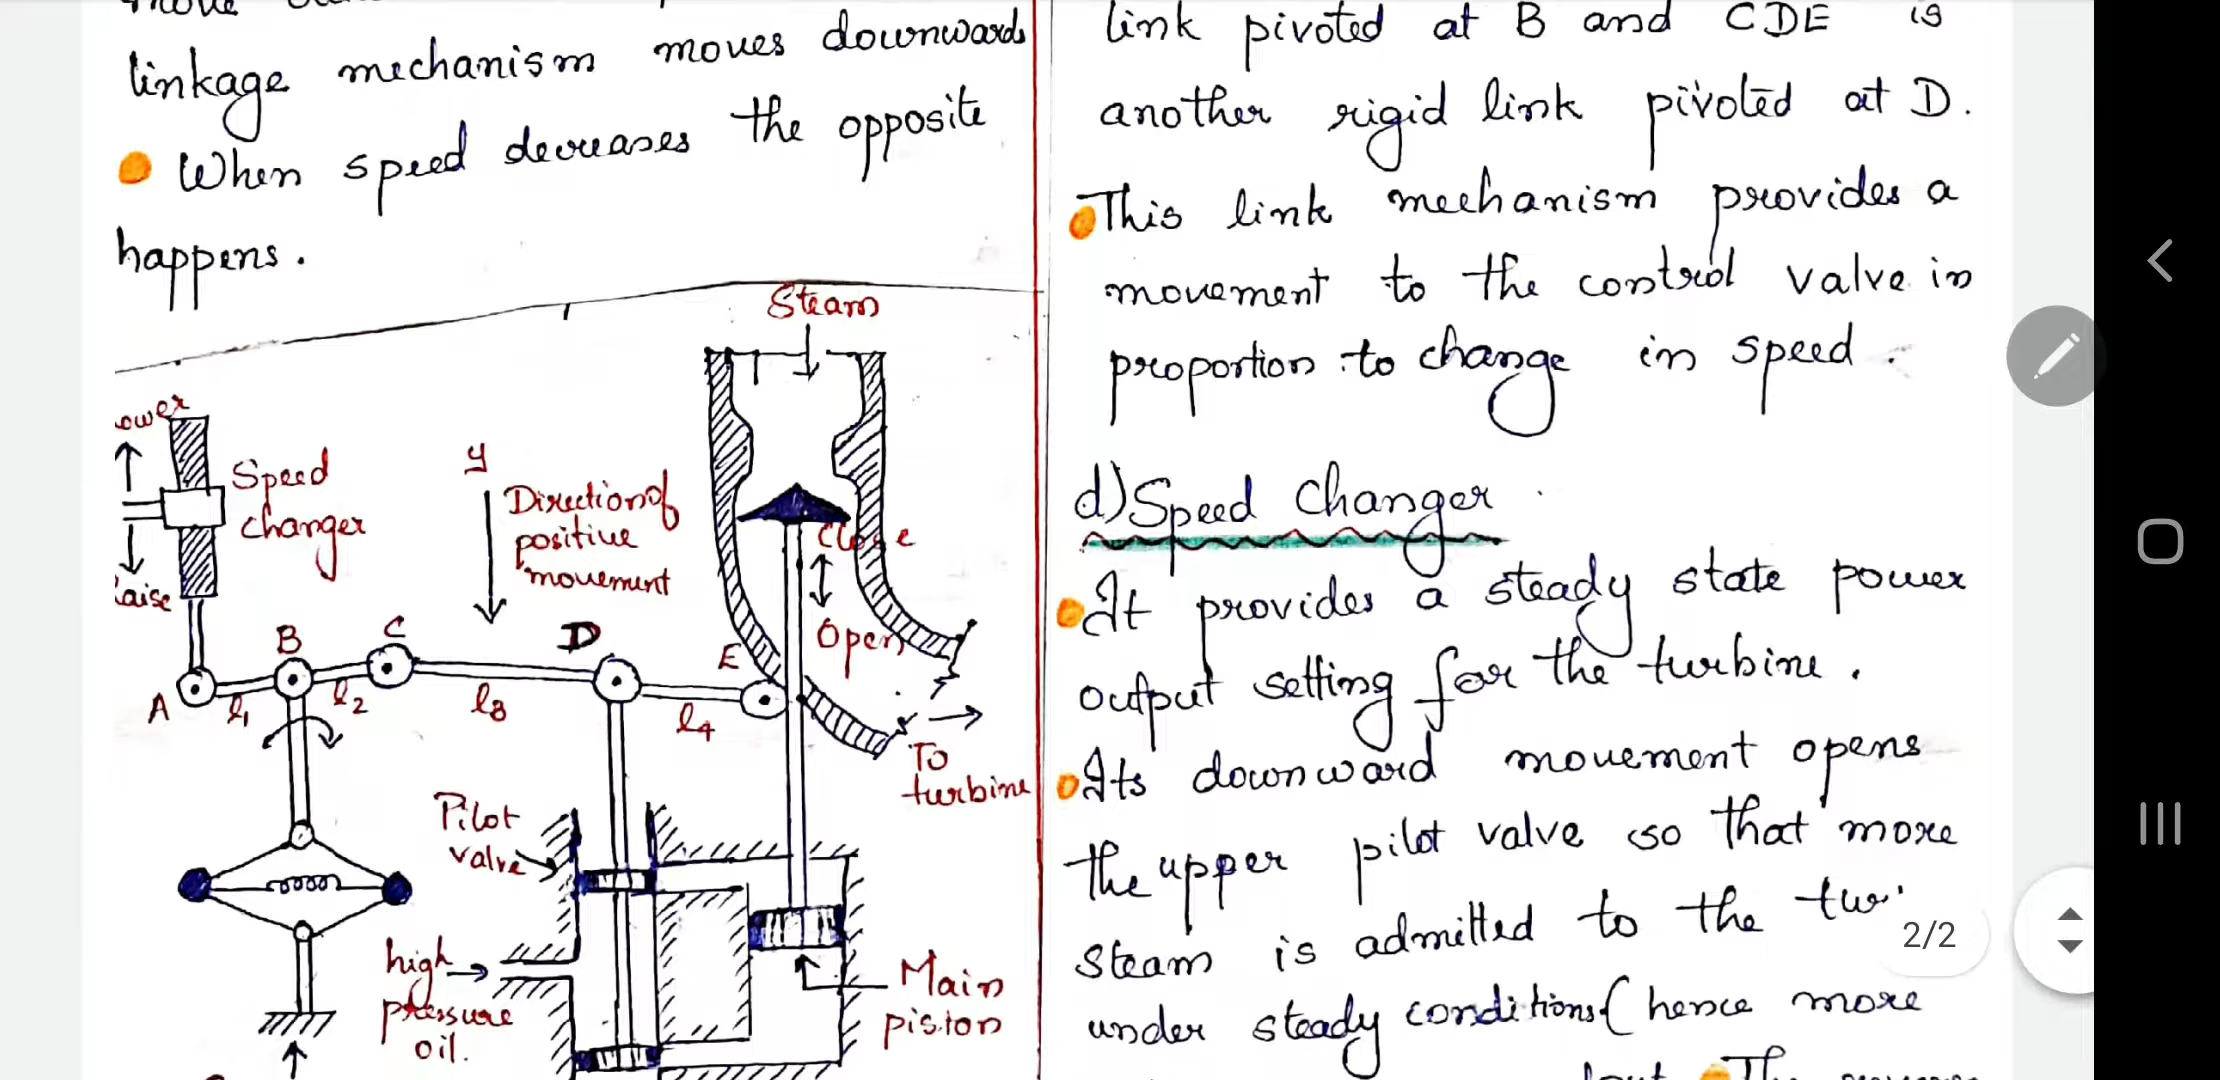 linkage mechanism moves downwards
When speed decreases the opposite
happens.
Steam
Speed
changer
y
Direction of
positive
movement
Close
Open
A
B
C
D
E
l1
l2
l3
l4
To
turbine
Pilot
valve
high
pressure
oil.
Main
piston
link pivoted at B and CDE is
another rigid link pivoted at D.
This link mechanism provides a
movement to the control valve in
proportion to change in speed.
d) Speed Changer
It provides a steady state power
output setting for the turbine.
Its downward movement opens
the upper pilot valve so that more
steam is admitted to the
under steady conditions (hence more
The
2/2